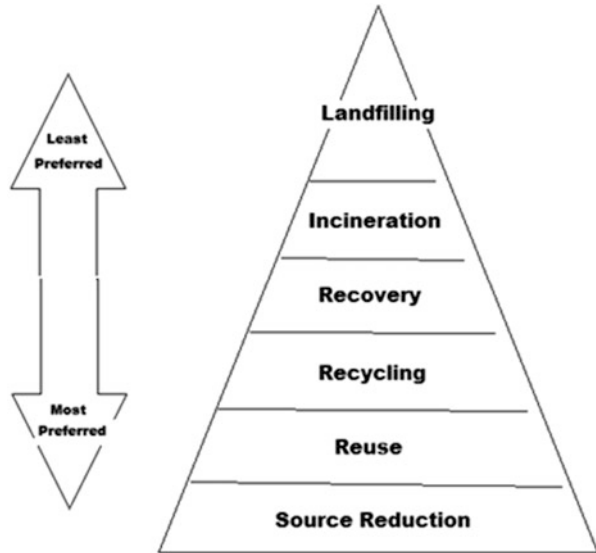 Landfilling
Least
Preferred
Incineration
Recovery
Recycling
Most
Preferred
Reuse
Source Reduction